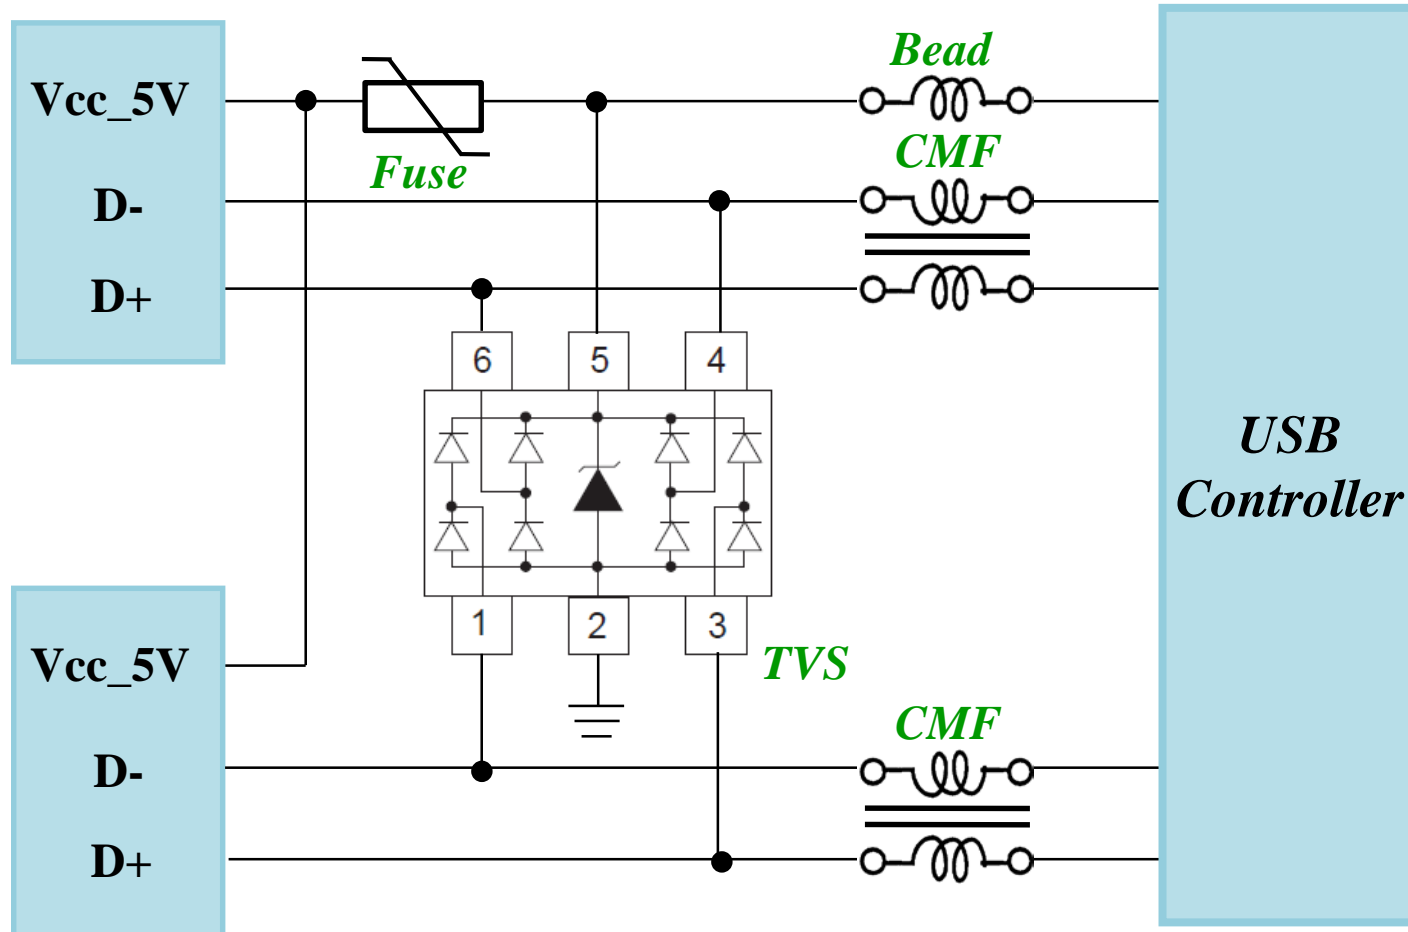 Bead
Vcc_5V
CMF
Fuse
D-
D+
6 5 4
USB
Controller
1 2 3
TVS
Vcc_5V
CMF
D-
D+